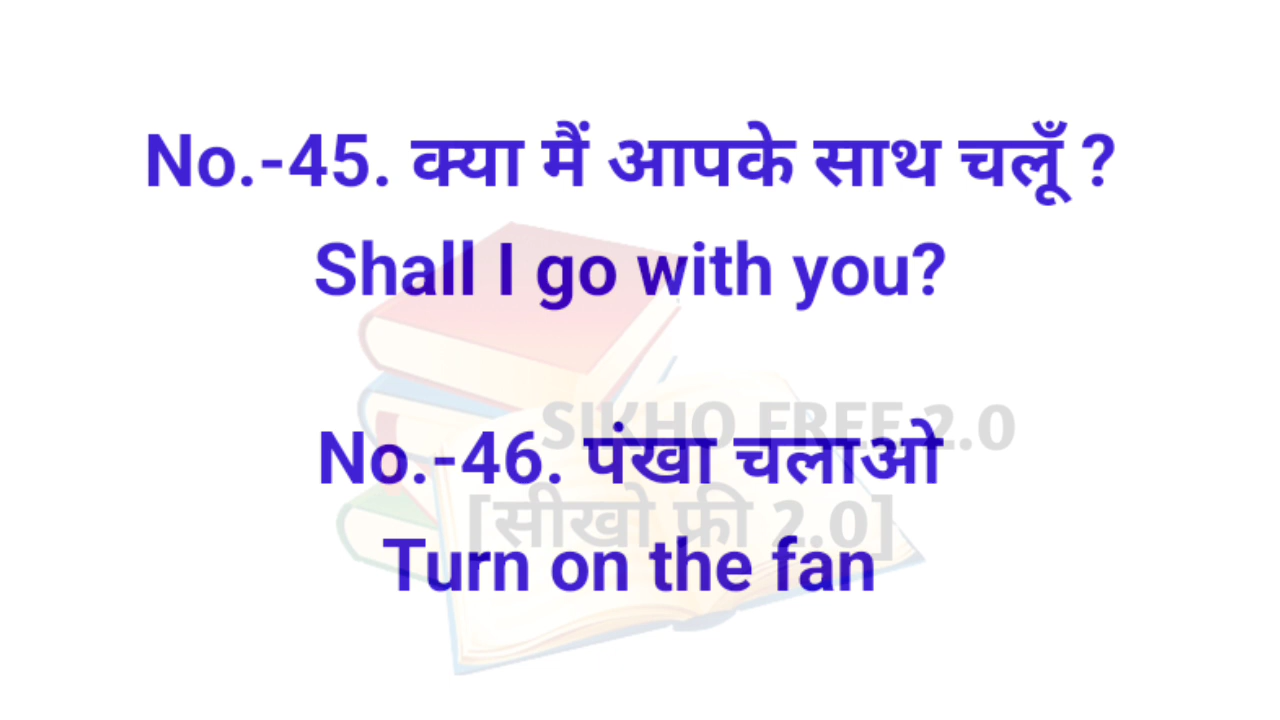 No.-45. क्या मैं आपके साथ चलूँ ?
Shall I go with you?
SIKHO FREE 2.0
No.-46. पंखा चलाओ
[सीखो फ्री 2.0]
Turn on the fan